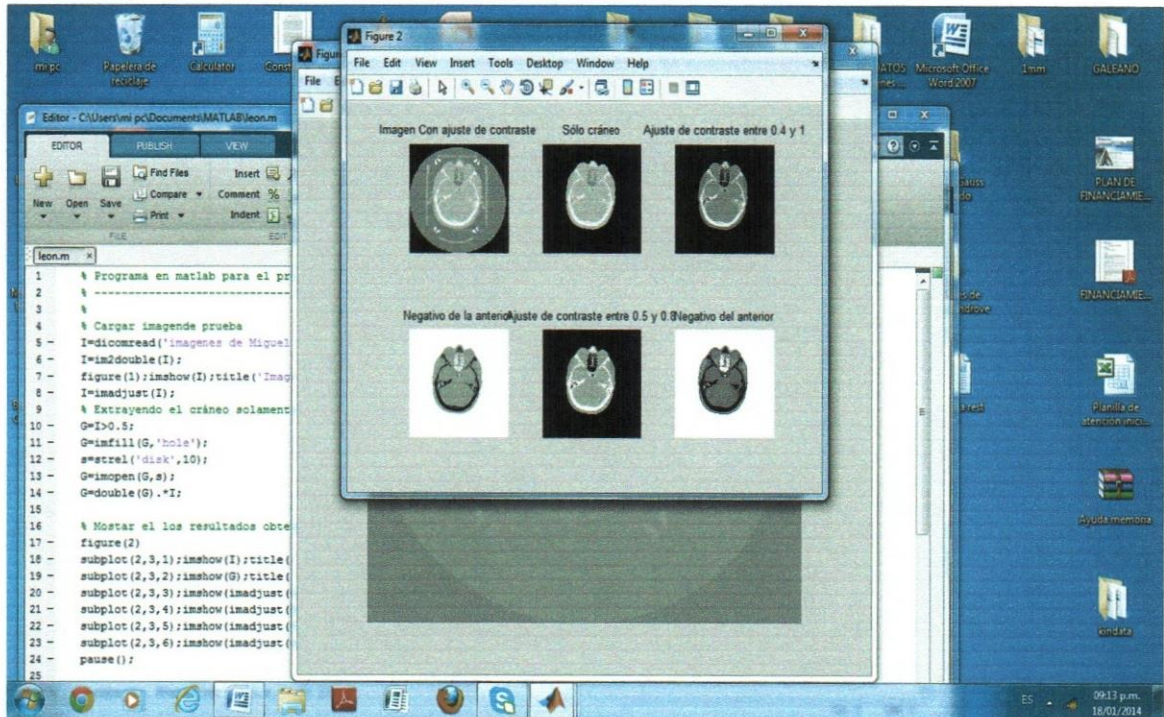 mi pc
Papelera de
reciclaje
Calculator
Microsoft Office
Word 2007
1mm
GALEANO
PLAN DE
FINANCIAMIE...
FINANCIAMIE...
Planilla de
atención inici...
Ayuda memoria
kindata
Editor - C:\Users\mi pc\Documents\MATLAB\leon.m
EDITOR PUBLISH VIEW
New Open Save
Find Files
Compare
Print
Insert
Comment %
Indent
FILE
EDIT
leon.m ×
1 % Programa en matlab para el pr
2 % -----------------------------
3 %
4 % Cargar imagende prueba
5 - I=dicomread('imagenes de Miguel
6 - I=im2double(I);
7 - figure(1);imshow(I);title('Imag
8 - I=imadjust(I);
9 % Extrayendo el cráneo solament
10 - G=I>0.5;
11 - G=imfill(G,'hole');
12 - s=strel('disk',10);
13 - G=imopen(G,s);
14 - G=double(G).*I;
15
16 % Mostar el los resultados obte
17 - figure(2)
18 - subplot(2,3,1);imshow(I);title(
19 - subplot(2,3,2);imshow(G);title(
20 - subplot(2,3,3);imshow(imadjust(
21 - subplot(2,3,4);imshow(imadjust(
22 - subplot(2,3,5);imshow(imadjust(
23 - subplot(2,3,6);imshow(imadjust(
24 - pause();
25
Figure 2
File Edit View Insert Tools Desktop Window Help
Imagen Con ajuste de contraste
Sólo cráneo
Ajuste de contraste entre 0.4 y 1
Negativo de la anterior
Ajuste de contraste entre 0.5 y 0.8
Negativo del anterior
File
ES
09:13 p.m.
18/01/2014